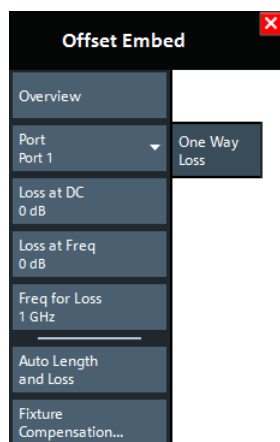 Offset Embed
Overview
Port
Port 1
One Way
Loss
Loss at DC
0 dB
Loss at Freq
0 dB
Freq for Loss
1 GHz
Auto Length
and Loss
Fixture
Compensation...